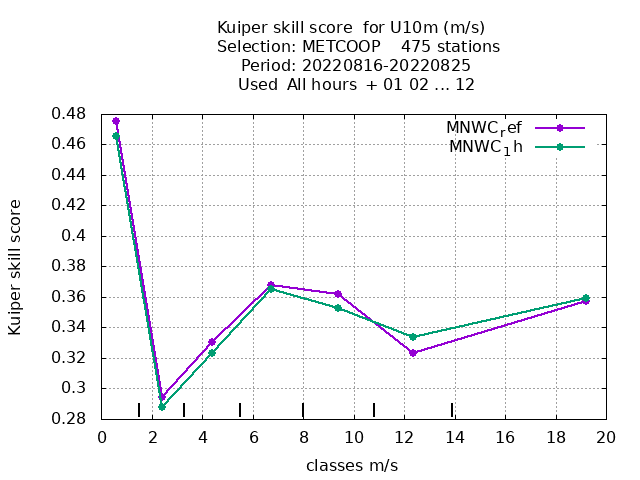 Kuiper skill score  for U10m (m/s)
Selection: METCOOP    475 stations
Period: 20220816-20220825
Used  All hours  + 01 02 ... 12
MNWC_ref
MNWC_1h
Kuiper skill score
0.48
0.46
0.44
0.42
0.4
0.38
0.36
0.34
0.32
0.3
0.28
0 2 4 6 8 10 12 14 16 18 20
classes m/s